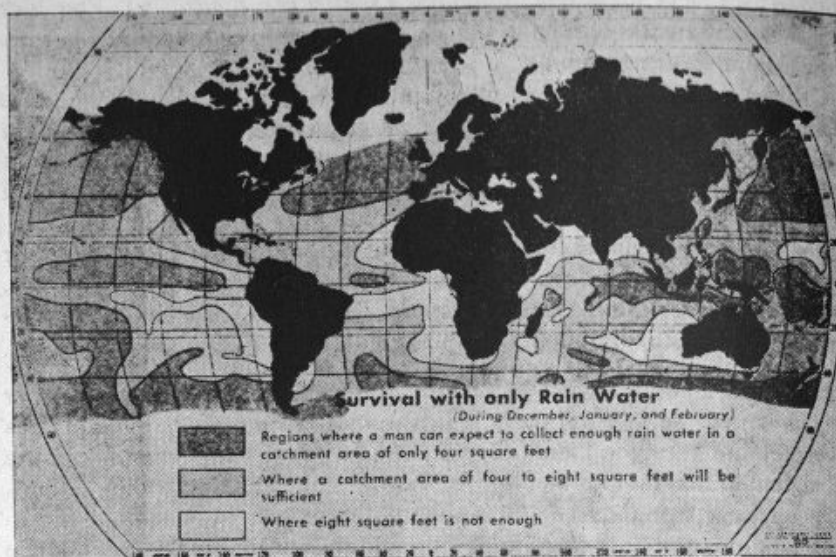 Survival with only Rain Water
(During December, January, and February)
Regions where a man can expect to collect enough rain water in a
catchment area of only four square feet
Where a catchment area of four to eight square feet will be
sufficient
Where eight square feet is not enough